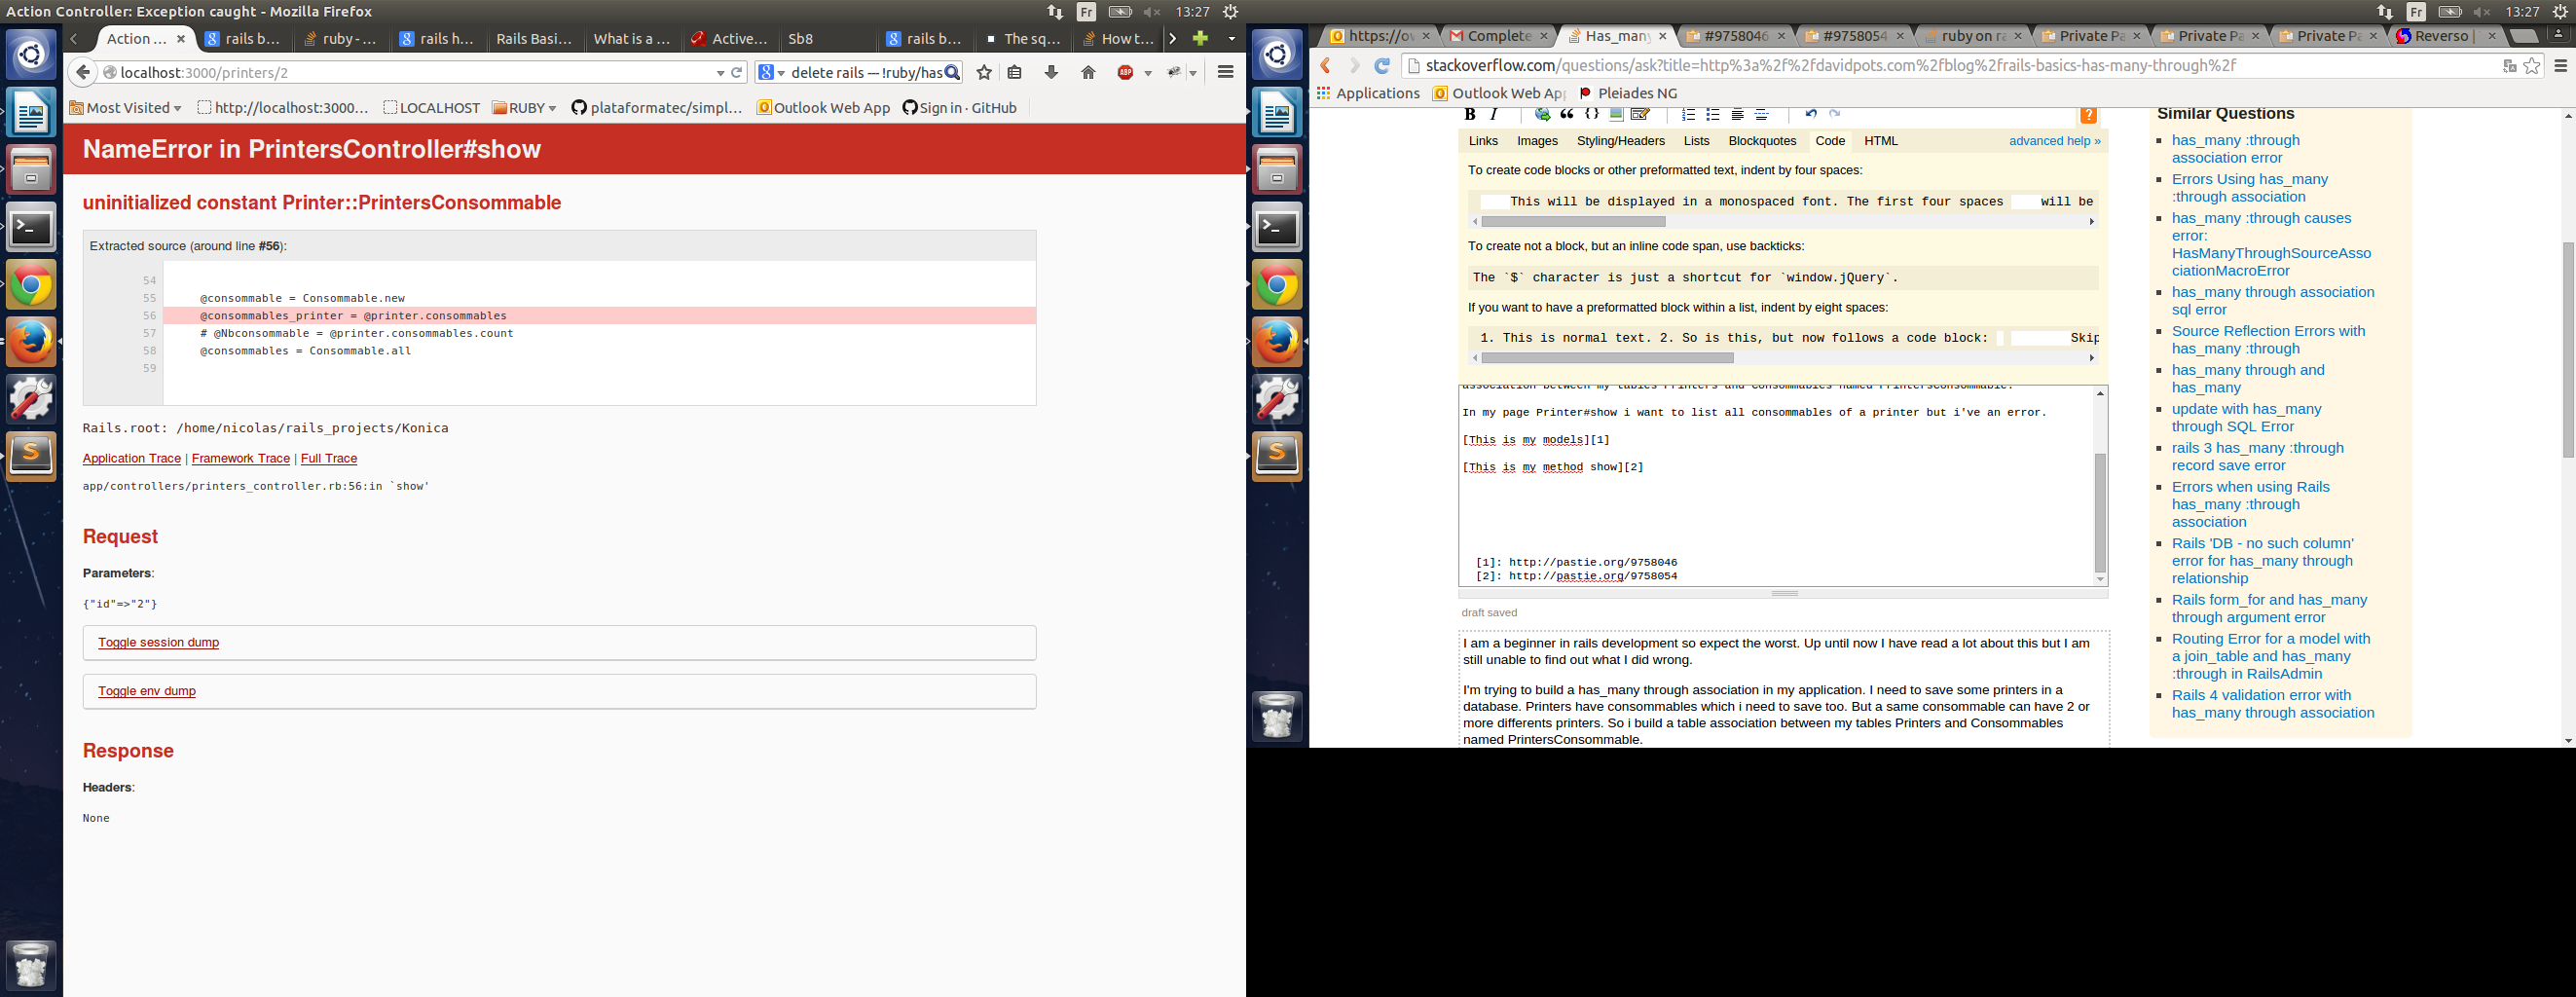 Action Controller: Exception caught - Mozilla Firefox
Fr 13:27
Action ... × rails b... ruby - ... rails h... Rails Basi... What is a ... Active... Sb8 rails b... The sq... How t...
localhost:3000/printers/2
delete rails --- !ruby/has
Most Visited http://localhost:3000... LOCALHOST RUBY plataformatec/simpl... Outlook Web App Sign in · GitHub
NameError in PrintersController#show
uninitialized constant Printer::PrintersConsommable
Extracted source (around line #56):
54
55 @consommable = Consommable.new
56 @consommables_printer = @printer.consommables
57 # @Nbconsommable = @printer.consommables.count
58 @consommables = Consommable.all
59
Rails.root: /home/nicolas/rails_projects/Konica
Application Trace | Framework Trace | Full Trace
app/controllers/printers_controller.rb:56:in `show'
Request
Parameters:
{"id"=>"2"}
Toggle session dump
Toggle env dump
Response
Headers:
None
Fr 13:27
https://ov × Complete × Has_many × #9758046 × #9758054 × ruby on ra × Private Pa × Private Pa × Private Pa × Reverso | ×
stackoverflow.com/questions/ask?title=http%3a%2f%2fdavidpots.com%2fblog%2frails-basics-has-many-through%2f
Applications Outlook Web Ap Pleiades NG
B I
Links Images Styling/Headers Lists Blockquotes Code HTML advanced help »
To create code blocks or other preformatted text, indent by four spaces:
This will be displayed in a monospaced font. The first four spaces will be
To create not a block, but an inline code span, use backticks:
The `$` character is just a shortcut for `window.jQuery`.
If you want to have a preformatted block within a list, indent by eight spaces:
1. This is normal text. 2. So is this, but now follows a code block: Skip
association between my tables Printers and Consommables named PrintersConsommable.
In my page Printer#show i want to list all consommables of a printer but i've an error.
[This is my models][1]
[This is my method show][2]
[1]: http://pastie.org/9758046
[2]: http://pastie.org/9758054
draft saved
I am a beginner in rails development so expect the worst. Up until now I have read a lot about this but I am
still unable to find out what I did wrong.
I'm trying to build a has_many through association in my application. I need to save some printers in a
database. Printers have consommables which i need to save too. But a same consommable can have 2 or
more differents printers. So i build a table association between my tables Printers and Consommables
named PrintersConsommable.
Similar Questions
has_many :through
association error
Errors Using has_many
:through association
has_many :through causes
error:
HasManyThroughSourceAsso
ciationMacroError
has_many through association
sql error
Source Reflection Errors with
has_many :through
has_many through and
has_many
update with has_many
through SQL Error
rails 3 has_many :through
record save error
Errors when using Rails
has_many :through
association
Rails 'DB - no such column'
error for has_many through
relationship
Rails form_for and has_many
through argument error
Routing Error for a model with
a join_table and has_many
:through in RailsAdmin
Rails 4 validation error with
has_many through association